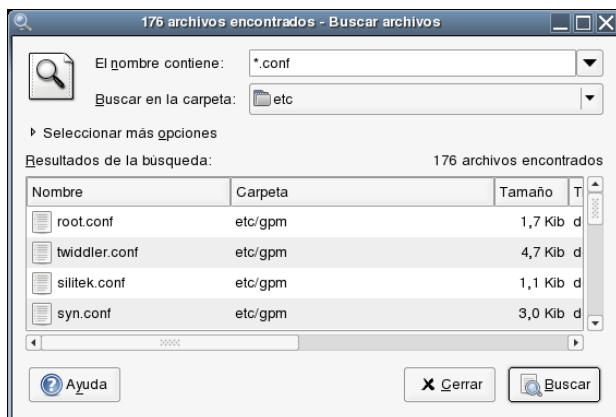 176 archivos encontrados - Buscar archivos
El nombre contiene: *.conf
Buscar en la carpeta: etc
Seleccionar más opciones
Resultados de la búsqueda: 176 archivos encontrados
Nombre Carpeta Tamaño T
root.conf etc/gpm 1,7 Kib d
twiddler.conf etc/gpm 4,7 Kib d
silitek.conf etc/gpm 1,1 Kib d
syn.conf etc/gpm 3,0 Kib d
Ayuda Cerrar Buscar